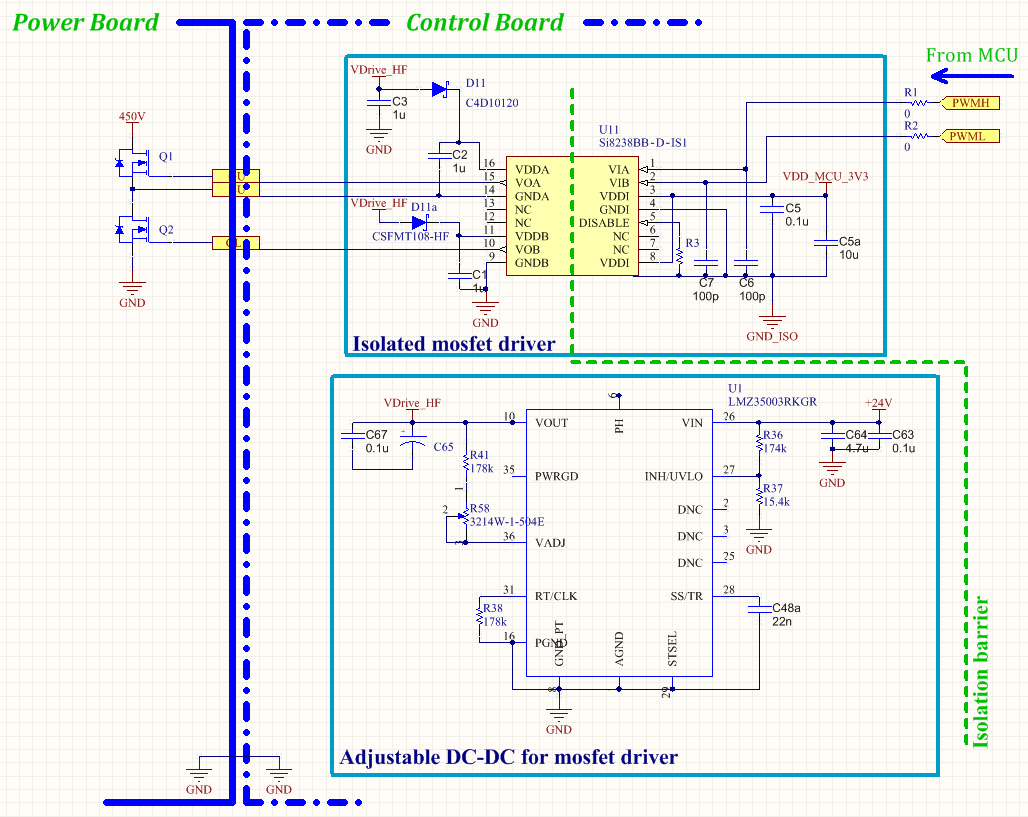 Power Board
Control Board
From MCU
VDrive_HF
D11
C4D10120
C3
1u
GND
R1
0
PWMH
R2
0
PWML
450V
Q1
U
U
Q2
GND
C2
1u
U11
Si8238BB-D-IS1
16 VDDA VIA 1
15 VOA VIB 2
14 GNDA VDDI 3
13 NC GNDI 4
12 NC DISABLE 5
11 VDDB NC 6
10 VOB NC 7
9 GNDB VDDI 8
VDrive_HF
D11a
CSFMT108-HF
C1
1u
GND
VDD_MCU_3V3
C5
0.1u
C5a
10u
R3
C7
100p
C6
100p
GND_ISO
Isolated mosfet driver
U1
LMZ35003RKGR
VDrive_HF
+24V
6
PH
10 VOUT VIN 26
C67
0.1u
C65
R41
178k
R36
174k
C64
4.7u
C63
0.1u
GND
35 PWRGD INH/UVLO 27
R37
15.4k
GND
1
2
3
R58
3214W-1-504E
DNC 2
DNC 3
DNC 25
36 VADJ
31 RT/CLK SS/TR 28
R38
178k
C48a
22n
16 PGND
GND_PT
AGND
STSEL
8
29
GND
Isolation barrier
Adjustable DC-DC for mosfet driver
GND
GND